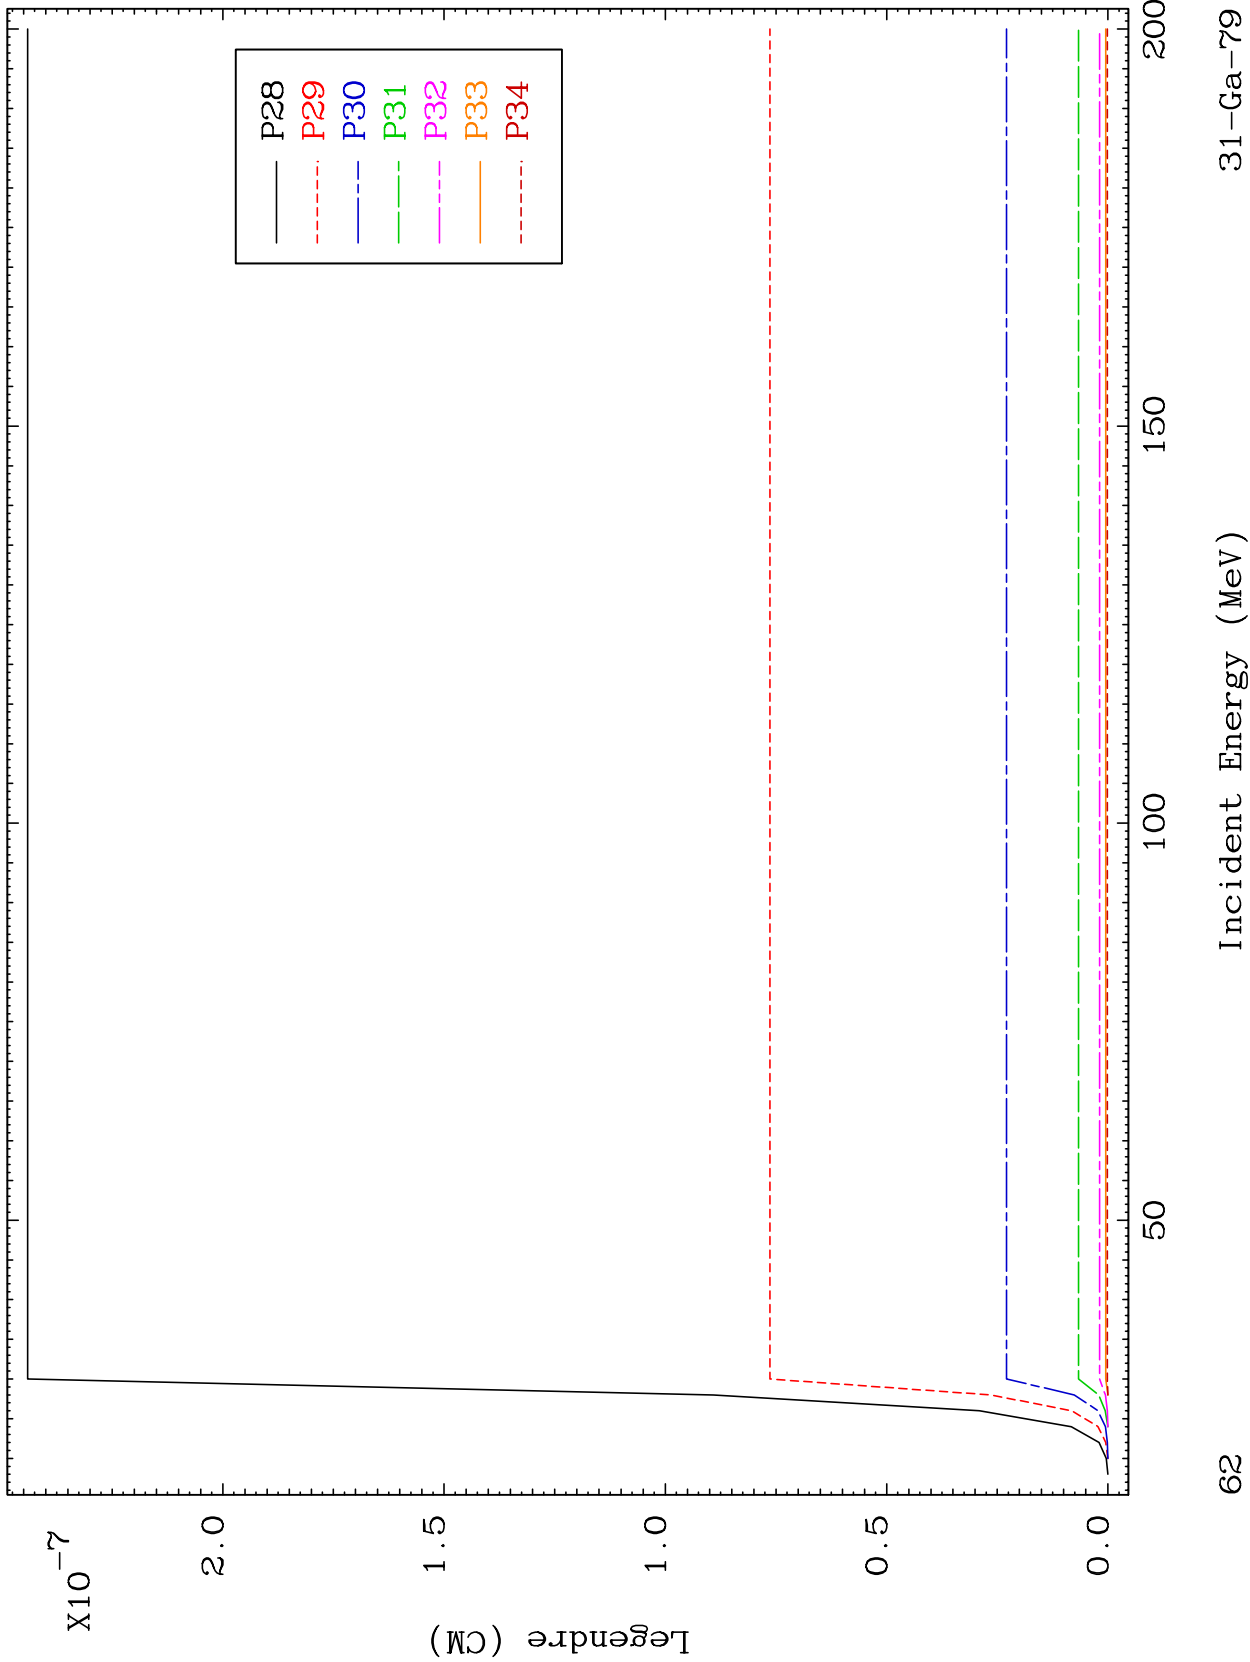 X10-7
Legendre (CM)
2.0
1.5
1.0
0.5
0.0
P28
P29
P30
P31
P32
P33
P34
50
100
150
200
Incident Energy (MeV)
62
31-Ga-79